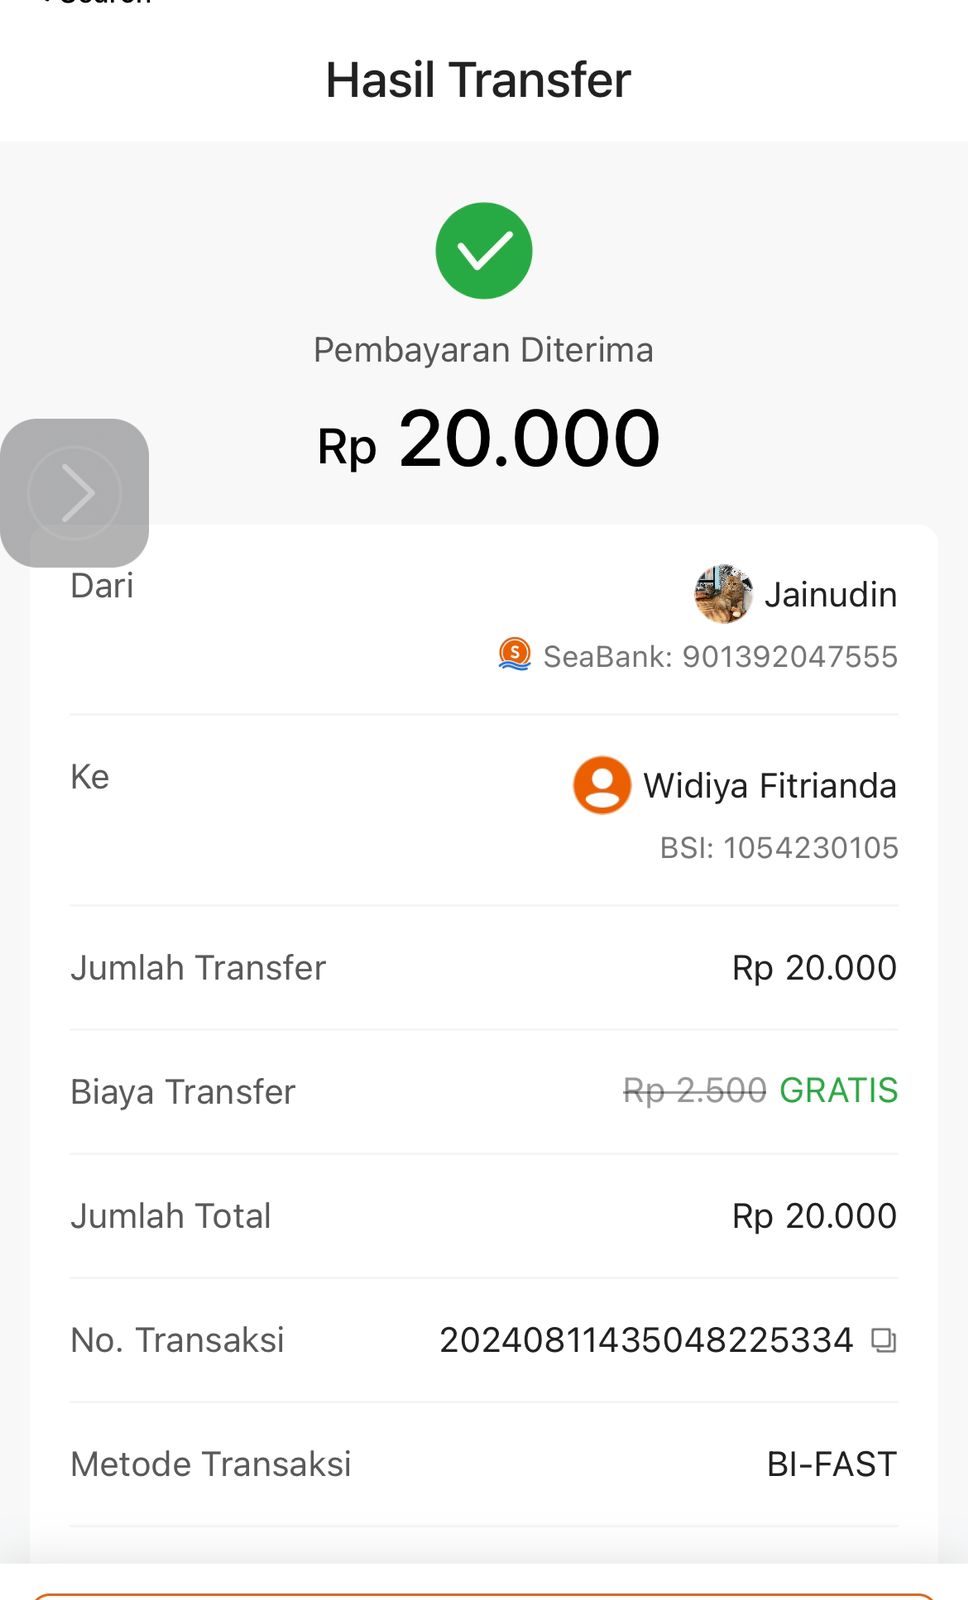 Hasil Transfer
Pembayaran Diterima
Rp 20.000
Dari
Jainudin
SeaBank: 901392047555
Ke
Widiya Fitrianda
BSI: 1054230105
Jumlah Transfer Rp 20.000
Biaya Transfer Rp 2.500 GRATIS
Jumlah Total Rp 20.000
No. Transaksi 20240811435048225334
Metode Transaksi BI-FAST